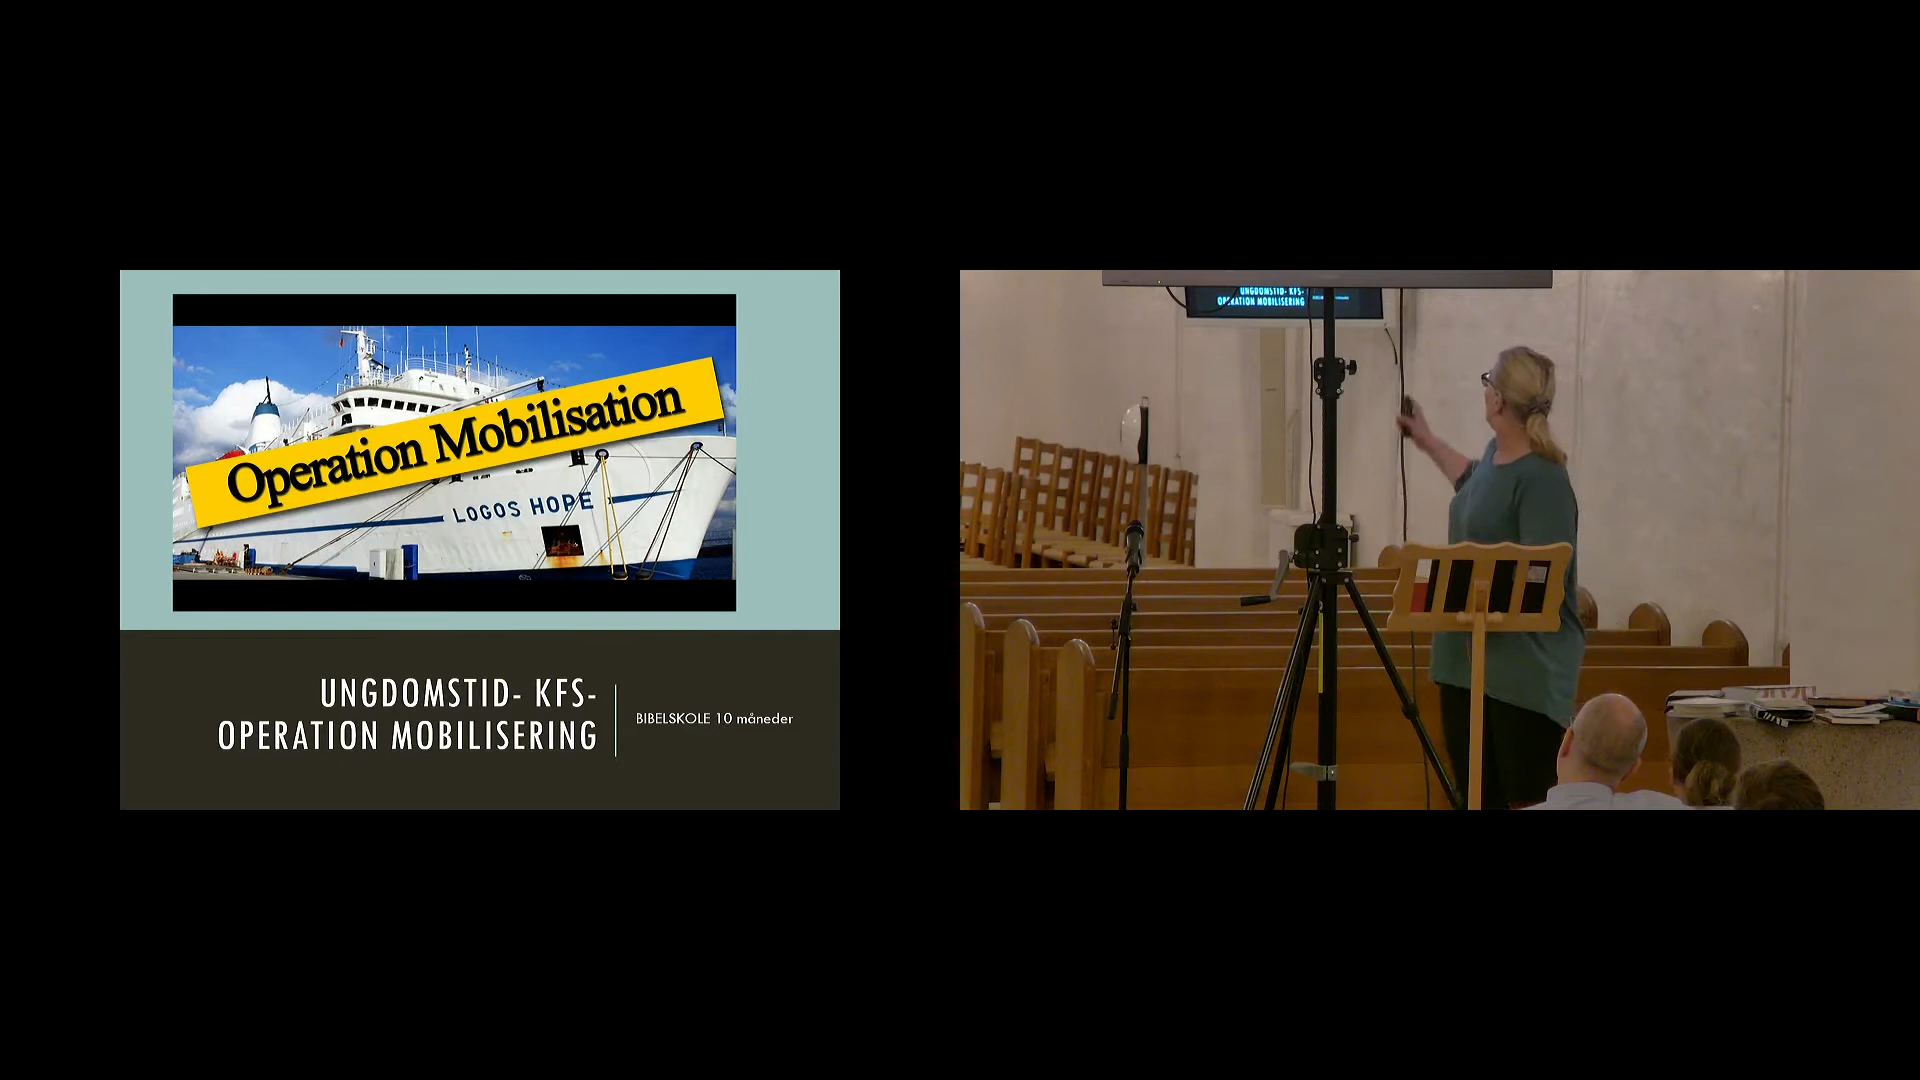 Operation Mobilisation
LOGOS HOPE
UNGDOMSTID- KFS-
OPERATION MOBILISERING
BIBELSKOLE 10 måneder
UNGDOMSTID- KFS-
OPERATION MOBILISERING